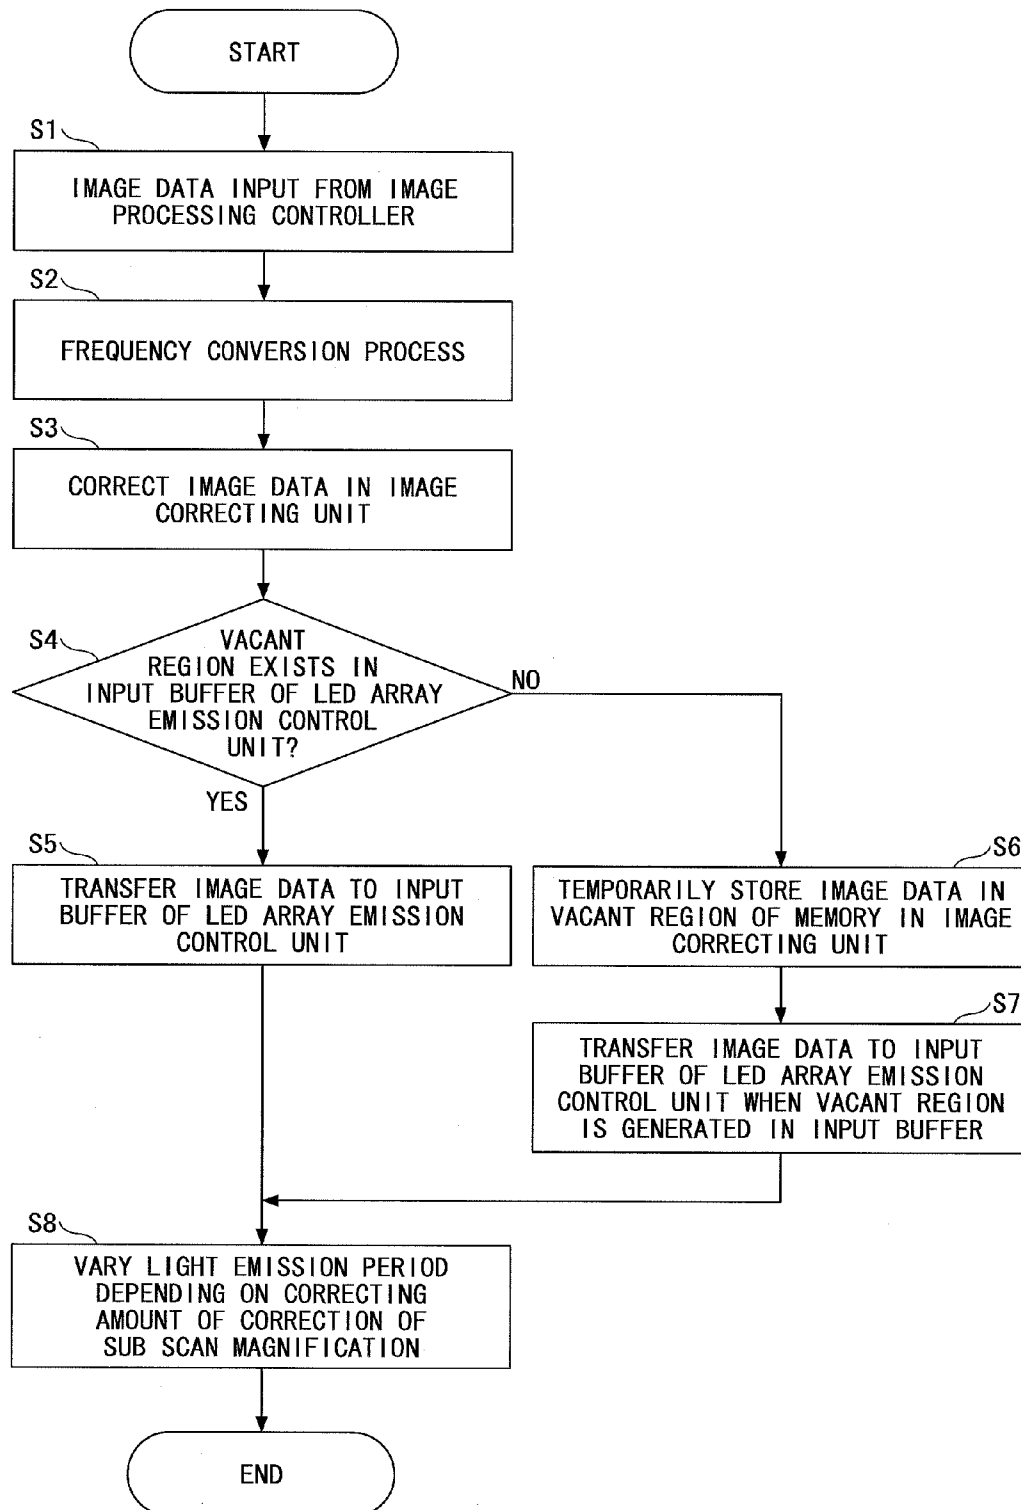 START
S1
IMAGE DATA INPUT FROM IMAGE
PROCESSING CONTROLLER
S2
FREQUENCY CONVERSION PROCESS
S3
CORRECT IMAGE DATA IN IMAGE
CORRECTING UNIT
S4
VACANT
REGION EXISTS IN
INPUT BUFFER OF LED ARRAY
EMISSION CONTROL
UNIT?
NO
YES
S5
TRANSFER IMAGE DATA TO INPUT
BUFFER OF LED ARRAY EMISSION
CONTROL UNIT
S6
TEMPORARILY STORE IMAGE DATA IN
VACANT REGION OF MEMORY IN IMAGE
CORRECTING UNIT
S7
TRANSFER IMAGE DATA TO INPUT
BUFFER OF LED ARRAY EMISSION
CONTROL UNIT WHEN VACANT REGION
IS GENERATED IN INPUT BUFFER
S8
VARY LIGHT EMISSION PERIOD
DEPENDING ON CORRECTING
AMOUNT OF CORRECTION OF
SUB SCAN MAGNIFICATION
END